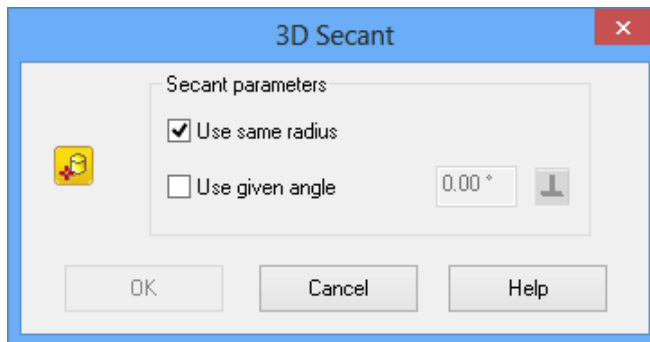 3D Secant
Secant parameters
Use same radius
Use given angle 0.00 °
OK Cancel Help